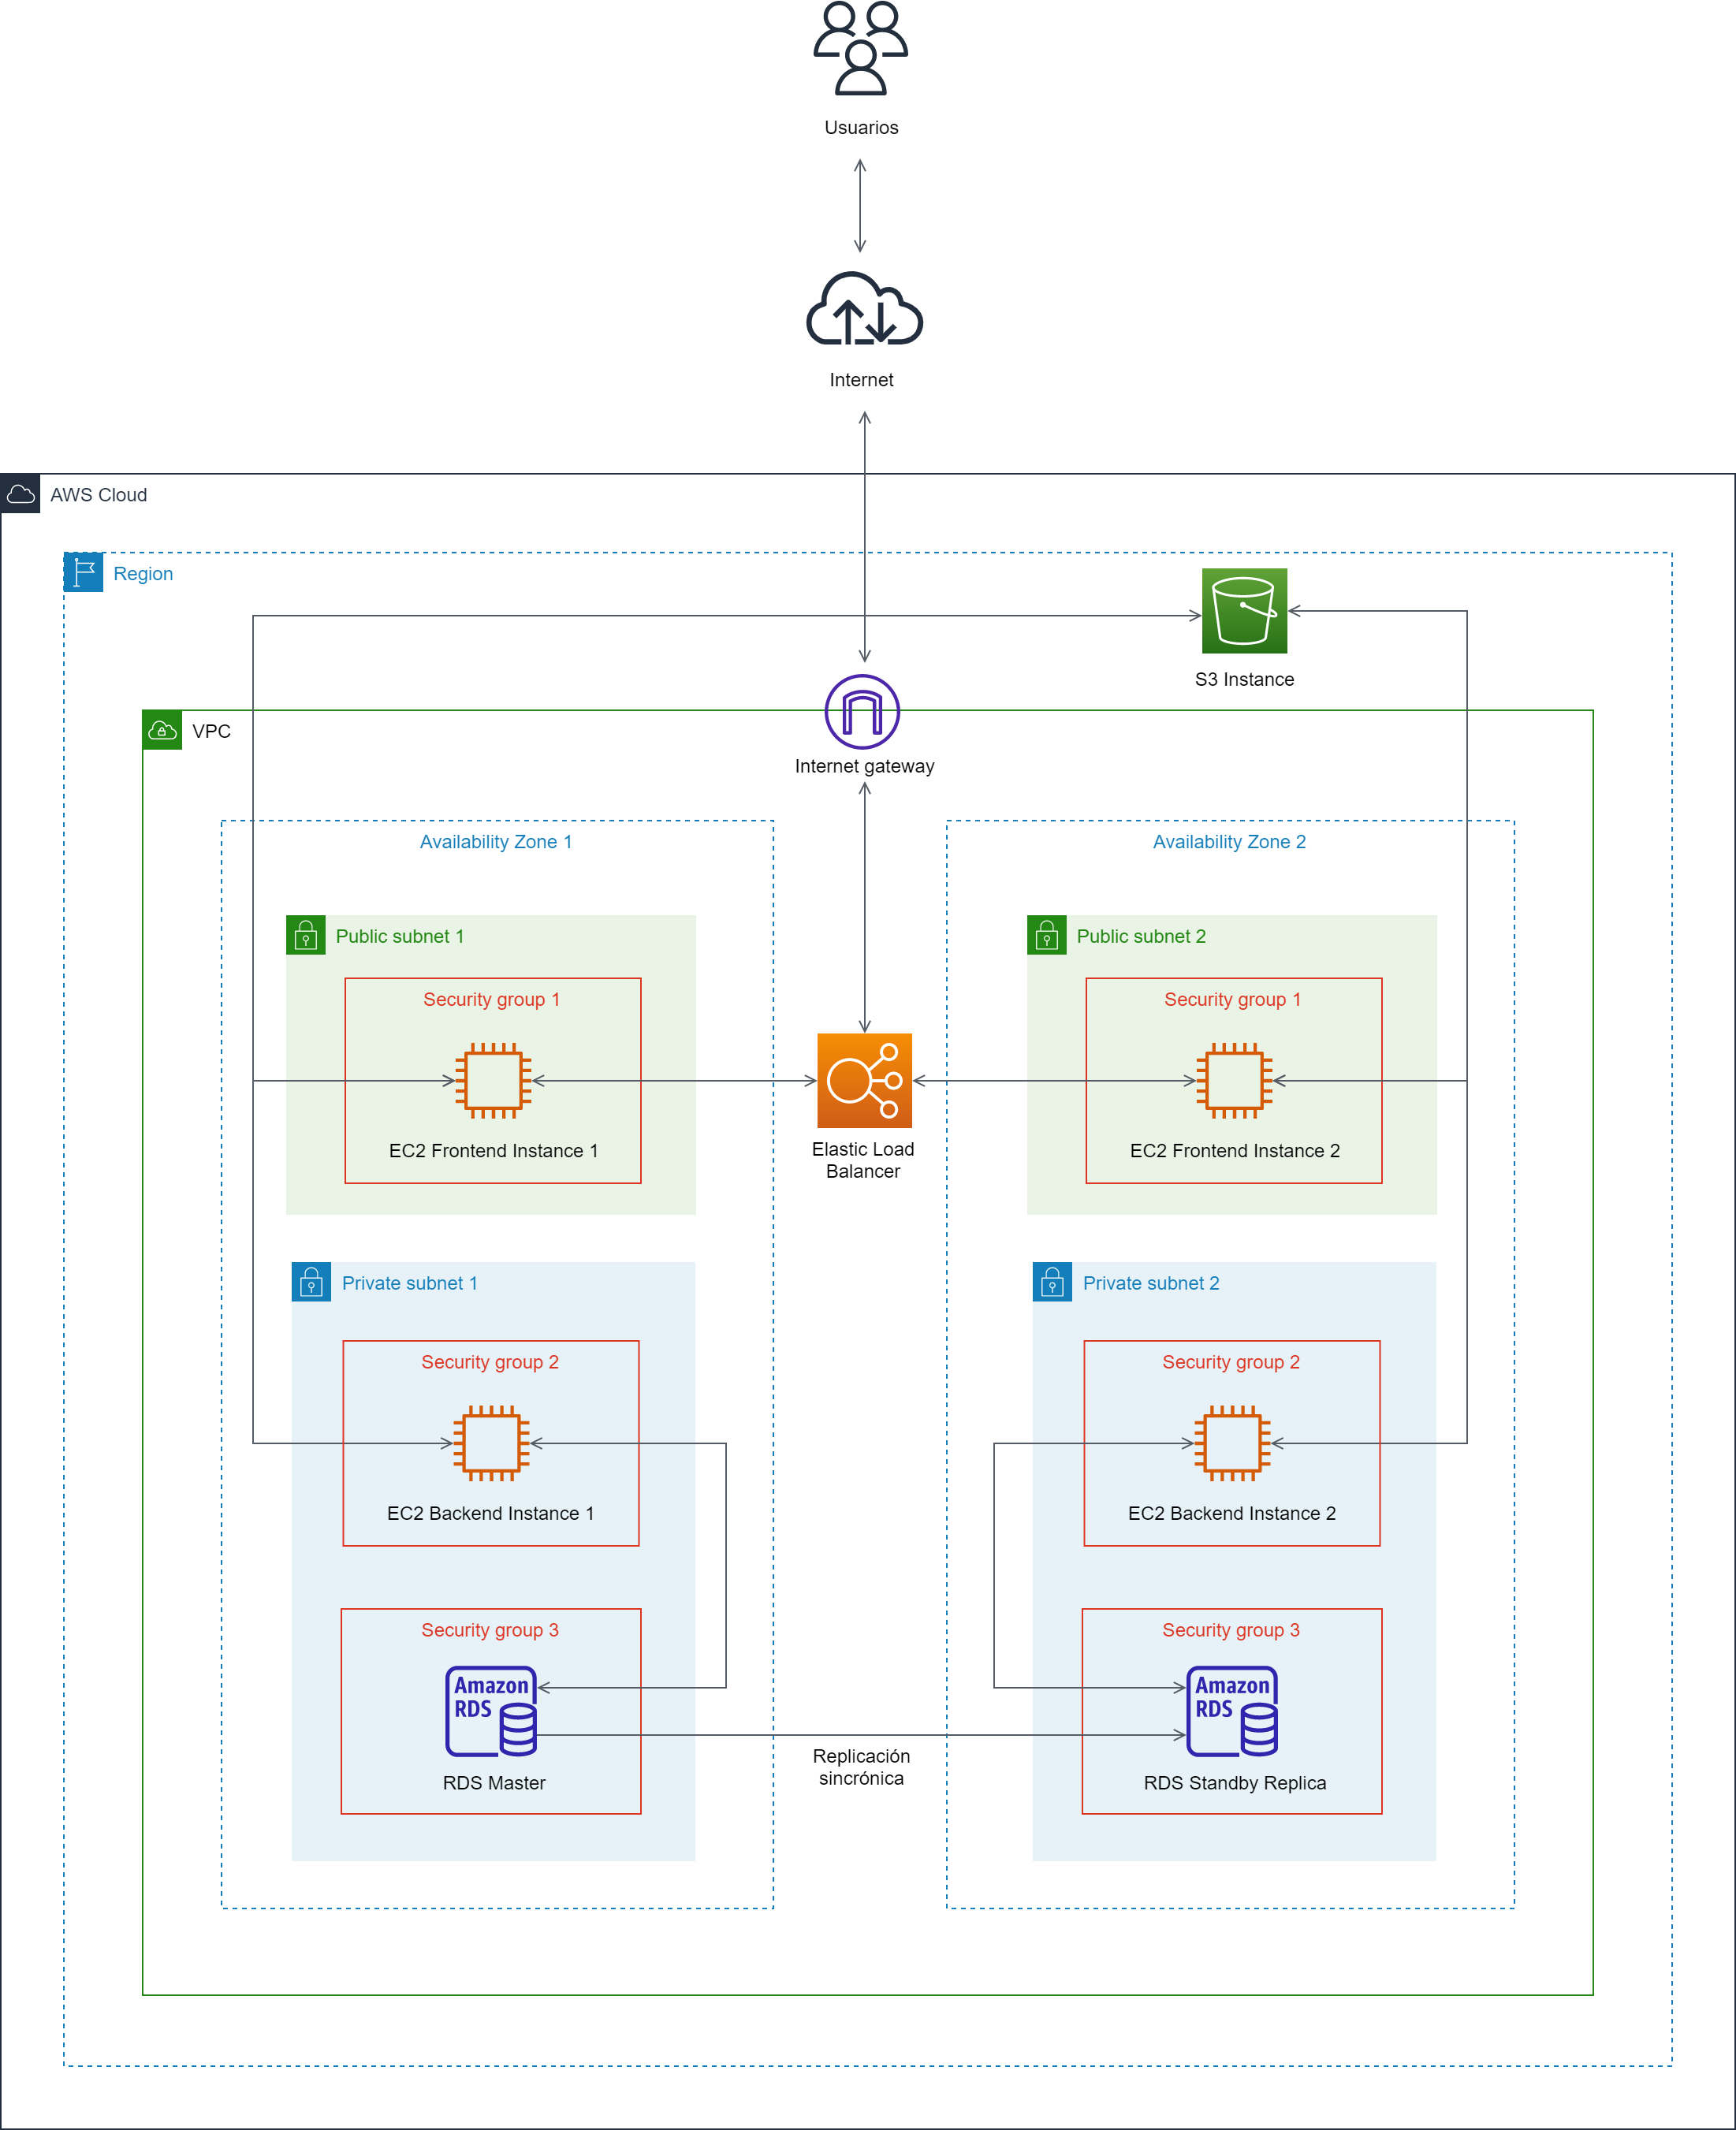 Usuarios
Internet
AWS Cloud
Region
S3 Instance
VPC
Internet gateway
Availability Zone 1
Availability Zone 2
Public subnet 1
Public subnet 2
Security group 1
Security group 1
EC2 Frontend Instance 1
Elastic Load
Balancer
EC2 Frontend Instance 2
Private subnet 1
Private subnet 2
Security group 2
Security group 2
EC2 Backend Instance 1
EC2 Backend Instance 2
Security group 3
Security group 3
Amazon
RDS
Amazon
RDS
Replicación
sincrónica
RDS Master
RDS Standby Replica